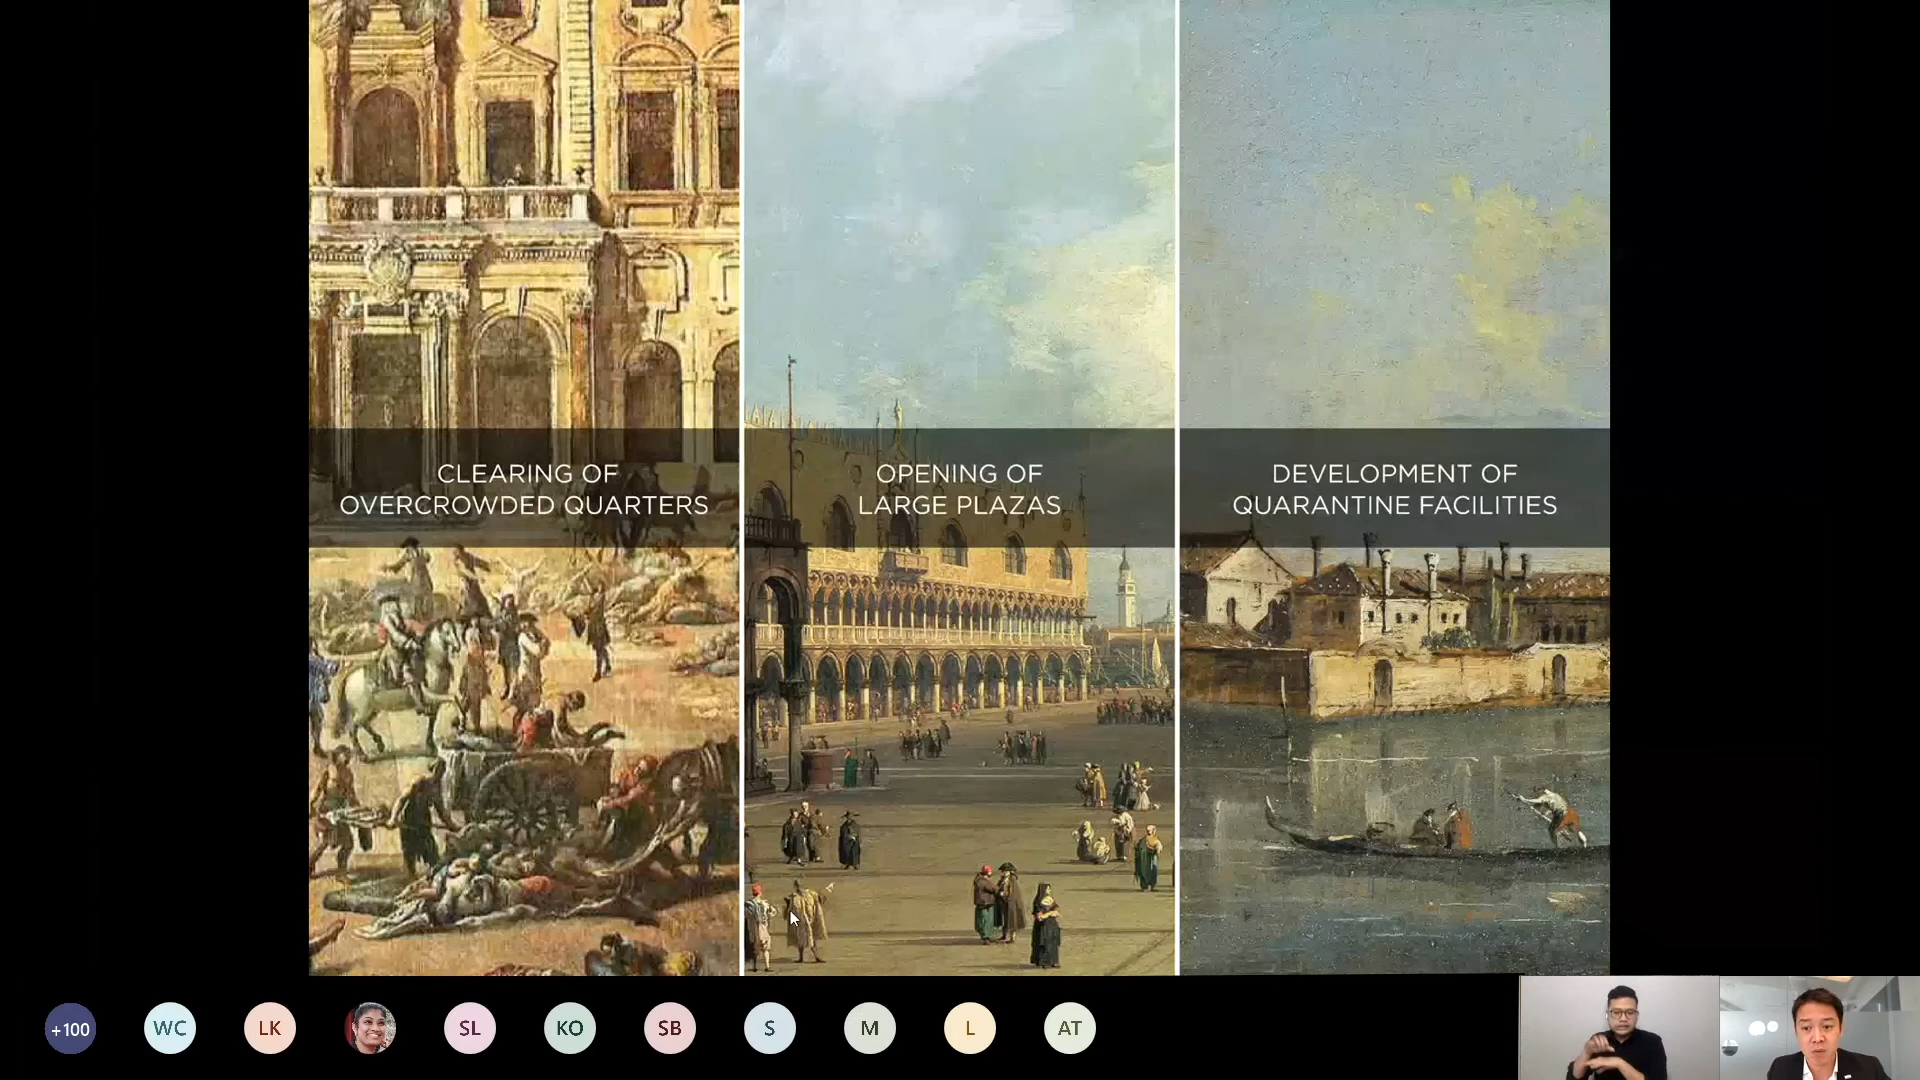 CLEARING OF
OVERCROWDED QUARTERS
OPENING OF
LARGE PLAZAS
DEVELOPMENT OF
QUARANTINE FACILITIES
+100
WC
LK
SL
KO
SB
S
M
L
AT